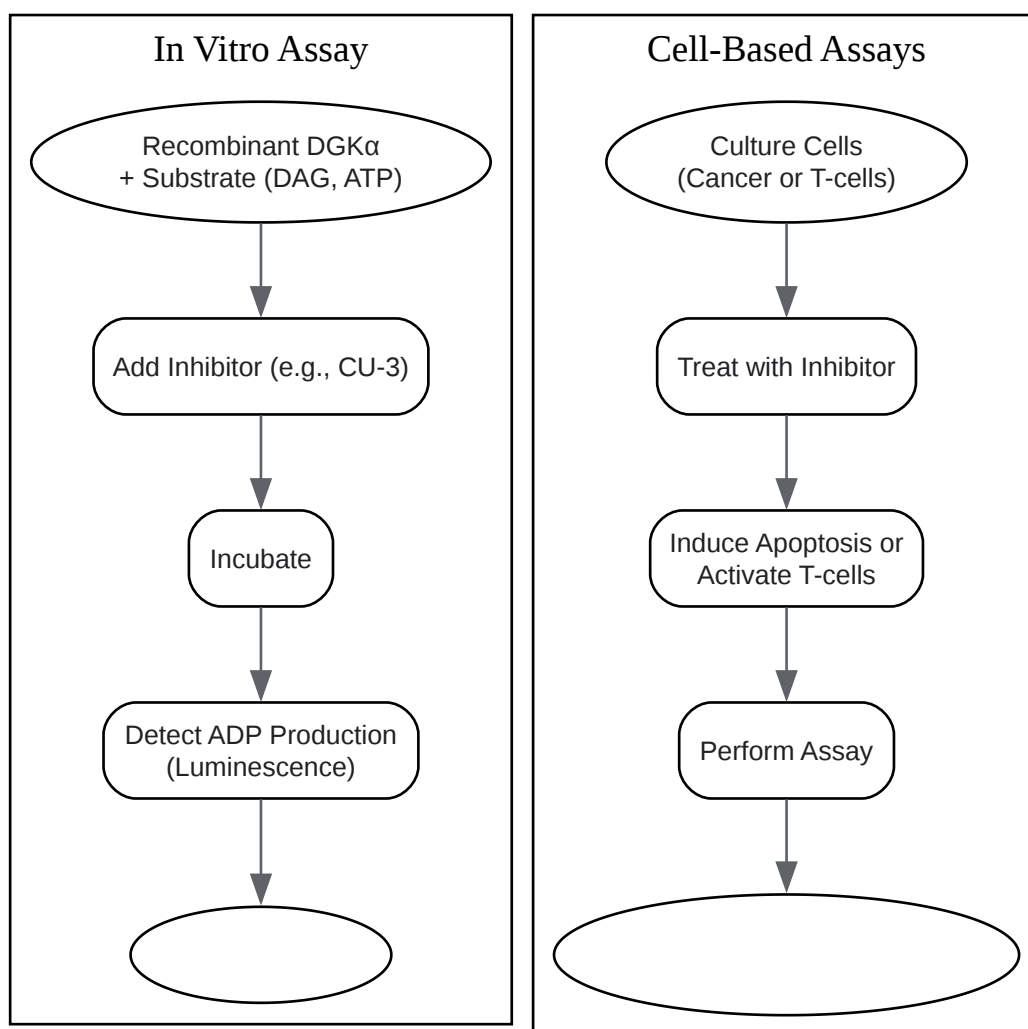 In Vitro Assay
Recombinant DGKα
+ Substrate (DAG, ATP)
Add Inhibitor (e.g., CU-3)
Incubate
Detect ADP Production
(Luminescence)
Cell-Based Assays
Culture Cells
(Cancer or T-cells)
Treat with Inhibitor
Induce Apoptosis or
Activate T-cells
Perform Assay